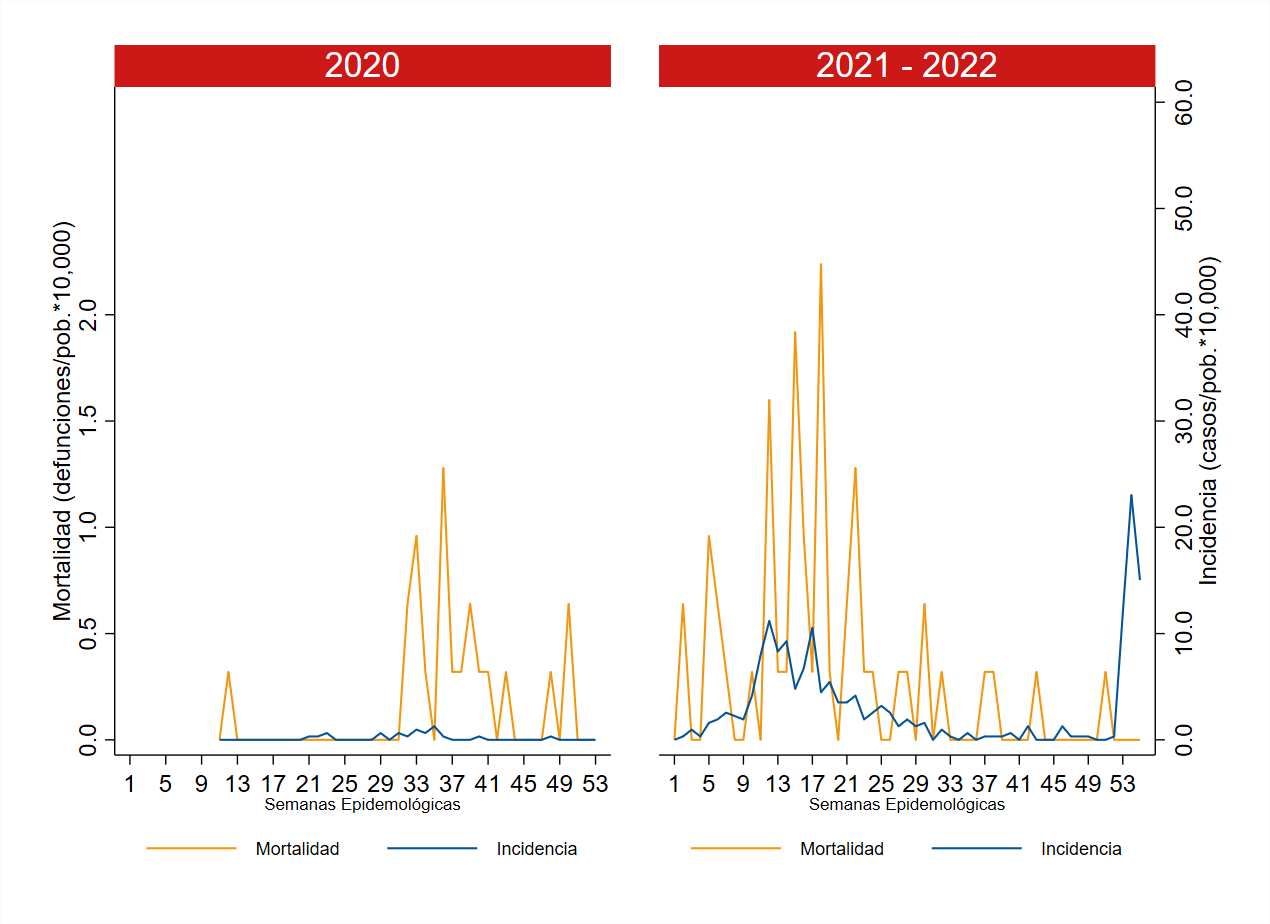 2020
2021 - 2022
Mortalidad (defunciones/pob.*10,000)
0.0 0.5 1.0 1.5 2.0
0.0 10.0 20.0 30.0 40.0 50.0 60.0
Incidencia (casos/pob.*10,000)
1 5 9 13 17 21 25 29 33 37 41 45 49 53
1 5 9 13 17 21 25 29 33 37 41 45 49 53
Semanas Epidemológicas
Semanas Epidemológicas
Mortalidad Incidencia
Mortalidad Incidencia